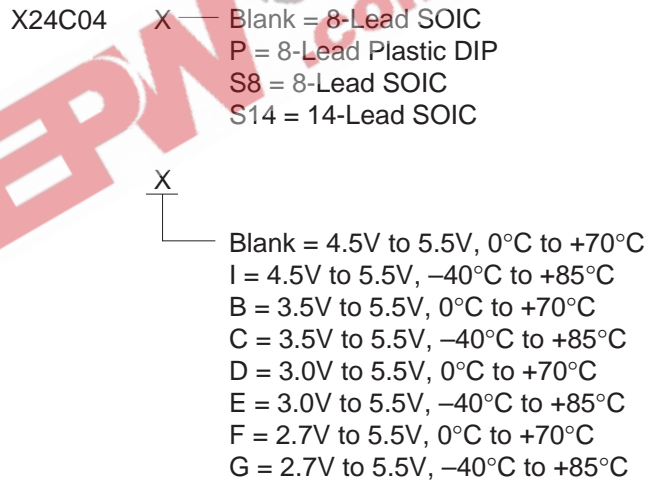 X24C04 X Blank = 8-Lead SOIC
P = 8-Lead Plastic DIP
S8 = 8-Lead SOIC
S14 = 14-Lead SOIC
X
Blank = 4.5V to 5.5V, 0°C to +70°C
I = 4.5V to 5.5V, –40°C to +85°C
B = 3.5V to 5.5V, 0°C to +70°C
C = 3.5V to 5.5V, –40°C to +85°C
D = 3.0V to 5.5V, 0°C to +70°C
E = 3.0V to 5.5V, –40°C to +85°C
F = 2.7V to 5.5V, 0°C to +70°C
G = 2.7V to 5.5V, –40°C to +85°C